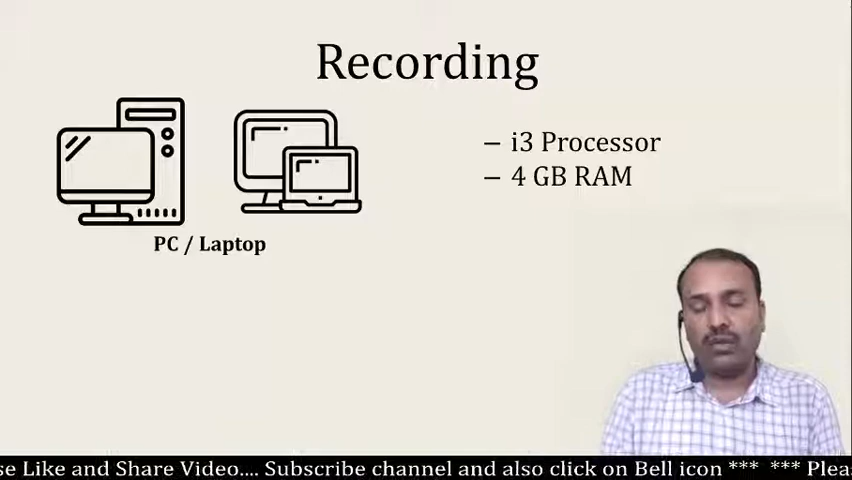 Recording
– i3 Processor
– 4 GB RAM
PC / Laptop
se Like and Share Video.... Subscribe channel and also click on Bell icon *** *** Plea